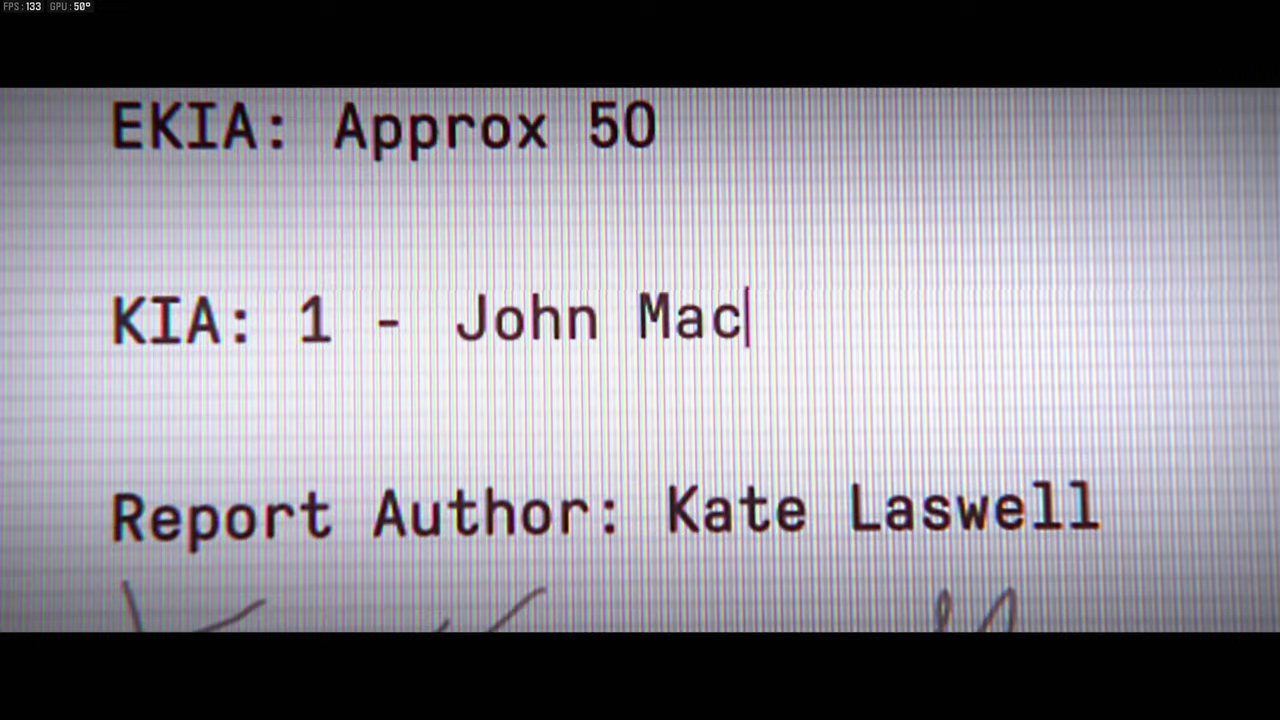 FPS: 133 GPU: 50°
EKIA: Approx 50
KIA: 1 - John Mac
Report Author: Kate Laswell